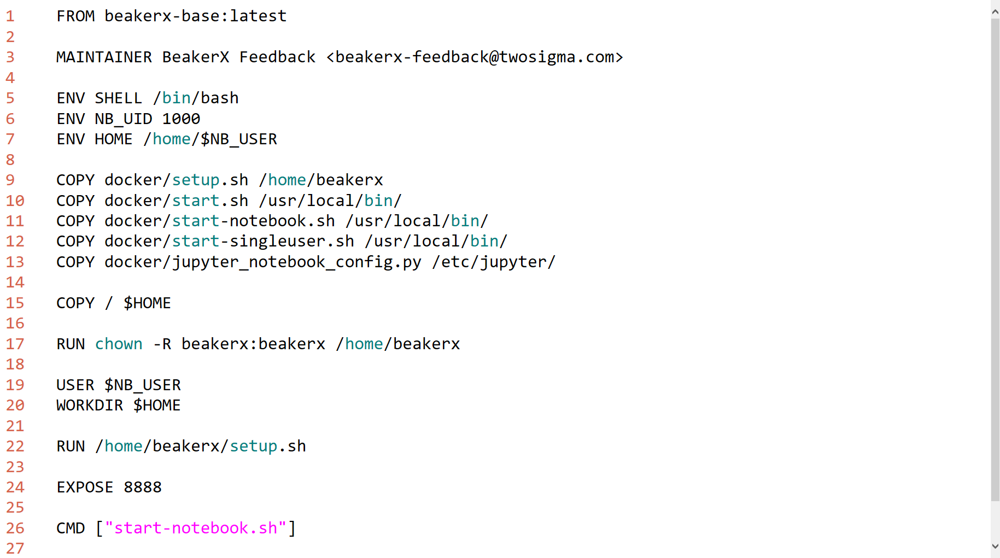 1 FROM beakerx-base:latest
2
3 MAINTAINER BeakerX Feedback <beakerx-feedback@twosigma.com>
4
5 ENV SHELL /bin/bash
6 ENV NB_UID 1000
7 ENV HOME /home/$NB_USER
8
9 COPY docker/setup.sh /home/beakerx
10 COPY docker/start.sh /usr/local/bin/
11 COPY docker/start-notebook.sh /usr/local/bin/
12 COPY docker/start-singleuser.sh /usr/local/bin/
13 COPY docker/jupyter_notebook_config.py /etc/jupyter/
14
15 COPY / $HOME
16
17 RUN chown -R beakerx:beakerx /home/beakerx
18
19 USER $NB_USER
20 WORKDIR $HOME
21
22 RUN /home/beakerx/setup.sh
23
24 EXPOSE 8888
25
26 CMD ["start-notebook.sh"]
27